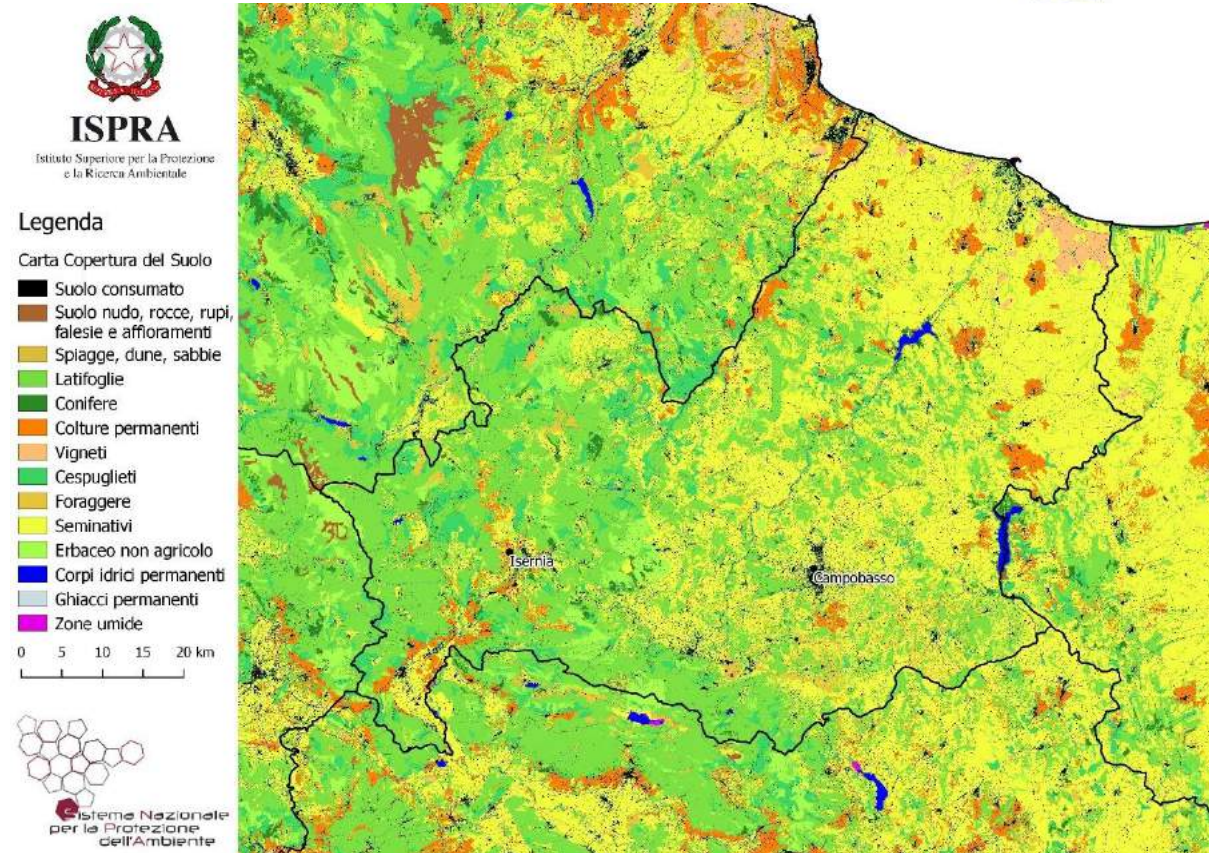 ISPRA
Istituto Superiore per la Protezione
e la Ricerca Ambientale
Legenda
Carta Copertura del Suolo
Suolo consumato
Suolo nudo, rocce, rupi,
falesie e affioramenti
Spiagge, dune, sabbie
Latifoglie
Conifere
Colture permanenti
Vigneti
Cespuglieti
Foraggere
Seminativi
Erbaceo non agricolo
Corpi idrici permanenti
Ghiacci permanenti
Zone umide
0 5 10 15 20 km
Sistema Nazionale
per la Protezione
dell'Ambiente
Isernia
Campobasso